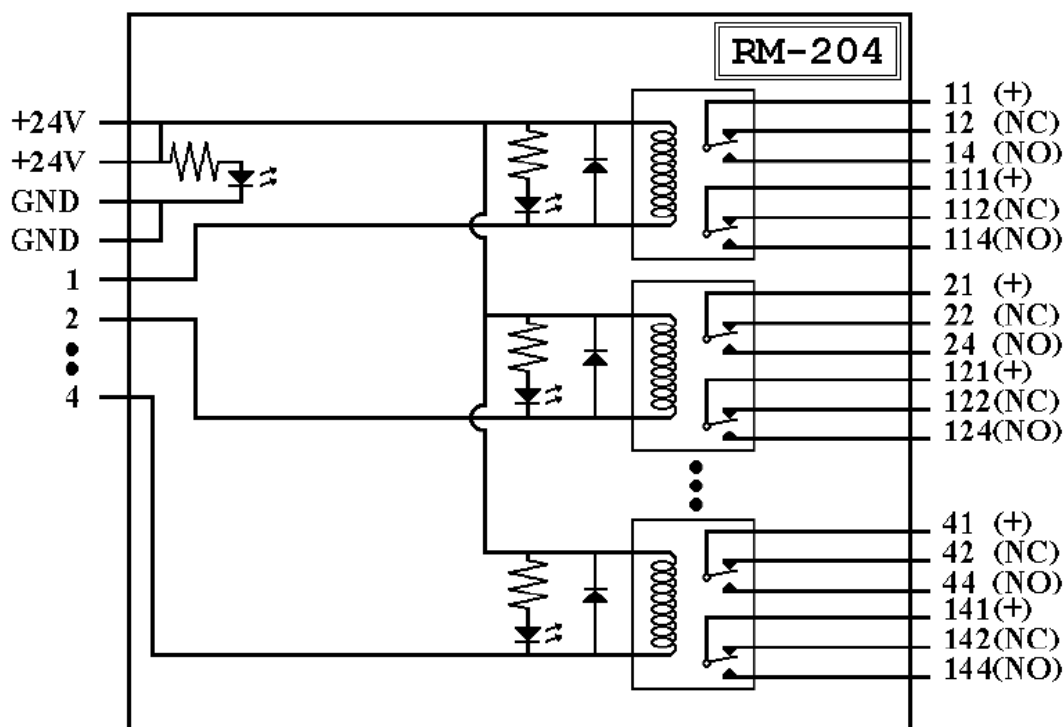 RM-204
+24V
+24V
GND
GND
1
2
4
11 (+)
12 (NC)
14 (NO)
111(+)
112(NC)
114(NO)
21 (+)
22 (NC)
24 (NO)
121(+)
122(NC)
124(NO)
41 (+)
42 (NC)
44 (NO)
141(+)
142(NC)
144(NO)